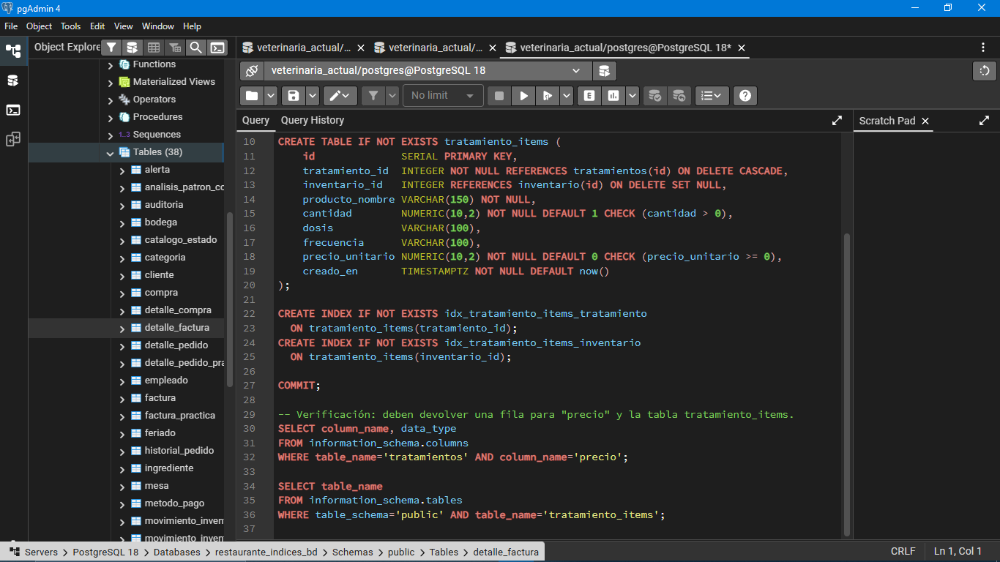 pgAdmin 4
File Object Tools Edit View Window Help
Object Explore
veterinaria_actual/... veterinaria_actual/... veterinaria_actual/postgres@PostgreSQL 18*
veterinaria_actual/postgres@PostgreSQL 18
No limit
E
Query Query History
Scratch Pad
Functions
Materialized Views
Operators
Procedures
1..3 Sequences
Tables (38)
alerta
analisis_patron_cc
auditoria
bodega
catalogo_estado
categoria
cliente
compra
detalle_compra
detalle_factura
detalle_pedido
detalle_pedido_pra
empleado
factura
factura_practica
feriado
historial_pedido
ingrediente
mesa
metodo_pago
movimiento_inven
movimiento_inven
10 CREATE TABLE IF NOT EXISTS tratamiento_items (
11 id SERIAL PRIMARY KEY,
12 tratamiento_id INTEGER NOT NULL REFERENCES tratamientos(id) ON DELETE CASCADE,
13 inventario_id INTEGER REFERENCES inventario(id) ON DELETE SET NULL,
14 producto_nombre VARCHAR(150) NOT NULL,
15 cantidad NUMERIC(10,2) NOT NULL DEFAULT 1 CHECK (cantidad > 0),
16 dosis VARCHAR(100),
17 frecuencia VARCHAR(100),
18 precio_unitario NUMERIC(10,2) NOT NULL DEFAULT 0 CHECK (precio_unitario >= 0),
19 creado_en TIMESTAMPTZ NOT NULL DEFAULT now()
20 );
21
22 CREATE INDEX IF NOT EXISTS idx_tratamiento_items_tratamiento
23 ON tratamiento_items(tratamiento_id);
24 CREATE INDEX IF NOT EXISTS idx_tratamiento_items_inventario
25 ON tratamiento_items(inventario_id);
26
27 COMMIT;
28
29 -- Verificación: deben devolver una fila para "precio" y la tabla tratamiento_items.
30 SELECT column_name, data_type
31 FROM information_schema.columns
32 WHERE table_name='tratamientos' AND column_name='precio';
33
34 SELECT table_name
35 FROM information_schema.tables
36 WHERE table_schema='public' AND table_name='tratamiento_items';
37
Servers > PostgreSQL 18 > Databases > restaurante_indices_bd > Schemas > public > Tables > detalle_factura
CRLF Ln 1, Col 1